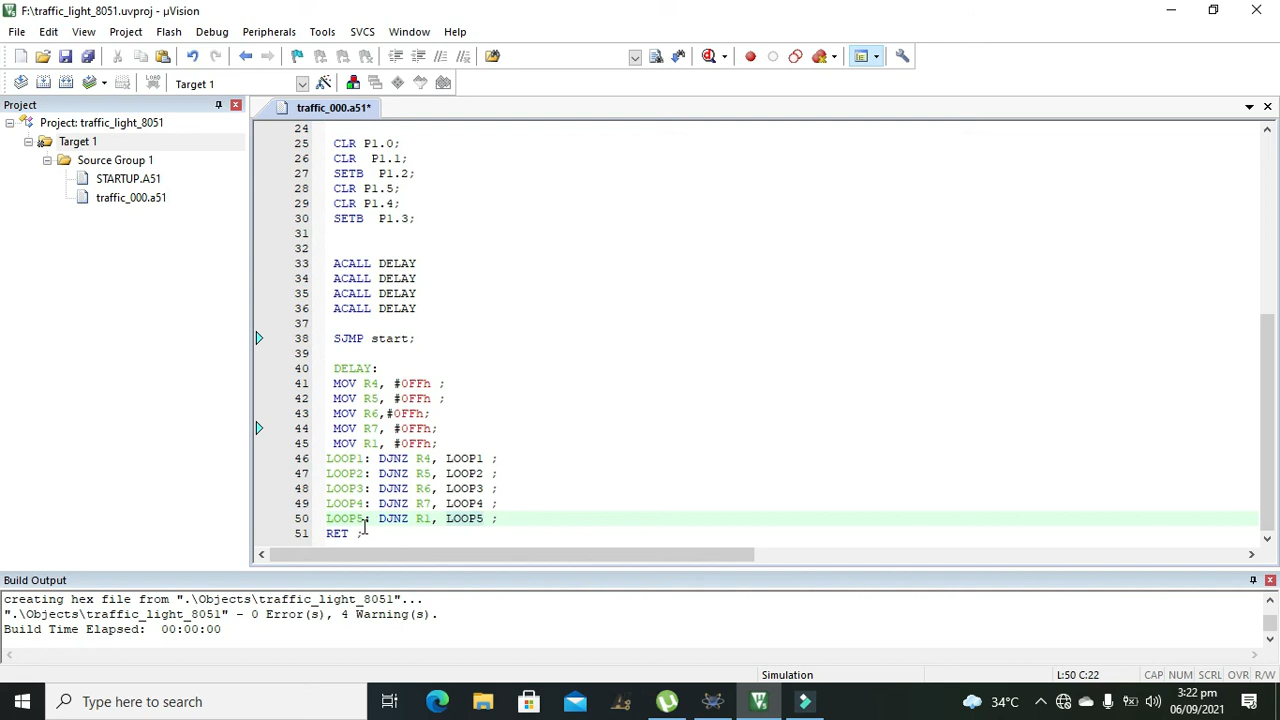 F:\traffic_light_8051.uvproj - µVision
File Edit View Project Flash Debug Peripherals Tools SVCS Window Help
Target 1
Project
traffic_000.a51*
Project: traffic_light_8051
Target 1
Source Group 1
STARTUP.A51
traffic_000.a51
24
25 CLR P1.0;
26 CLR P1.1;
27 SETB P1.2;
28 CLR P1.5;
29 CLR P1.4;
30 SETB P1.3;
31
32
33 ACALL DELAY
34 ACALL DELAY
35 ACALL DELAY
36 ACALL DELAY
37
38 SJMP start;
39
40 DELAY:
41 MOV R4, #0FFh ;
42 MOV R5, #0FFh ;
43 MOV R6,#0FFh;
44 MOV R7, #0FFh;
45 MOV R1, #0FFh;
46 LOOP1: DJNZ R4, LOOP1 ;
47 LOOP2: DJNZ R5, LOOP2 ;
48 LOOP3: DJNZ R6, LOOP3 ;
49 LOOP4: DJNZ R7, LOOP4 ;
50 LOOP5: DJNZ R1, LOOP5 ;
51 RET ;
Build Output
creating hex file from ".\Objects\traffic_light_8051"...
".\Objects\traffic_light_8051" - 0 Error(s), 4 Warning(s).
Build Time Elapsed: 00:00:00
Simulation L:50 C:22 CAP NUM SCRL OVR R/W
Type here to search
34°C
3:22 pm
06/09/2021